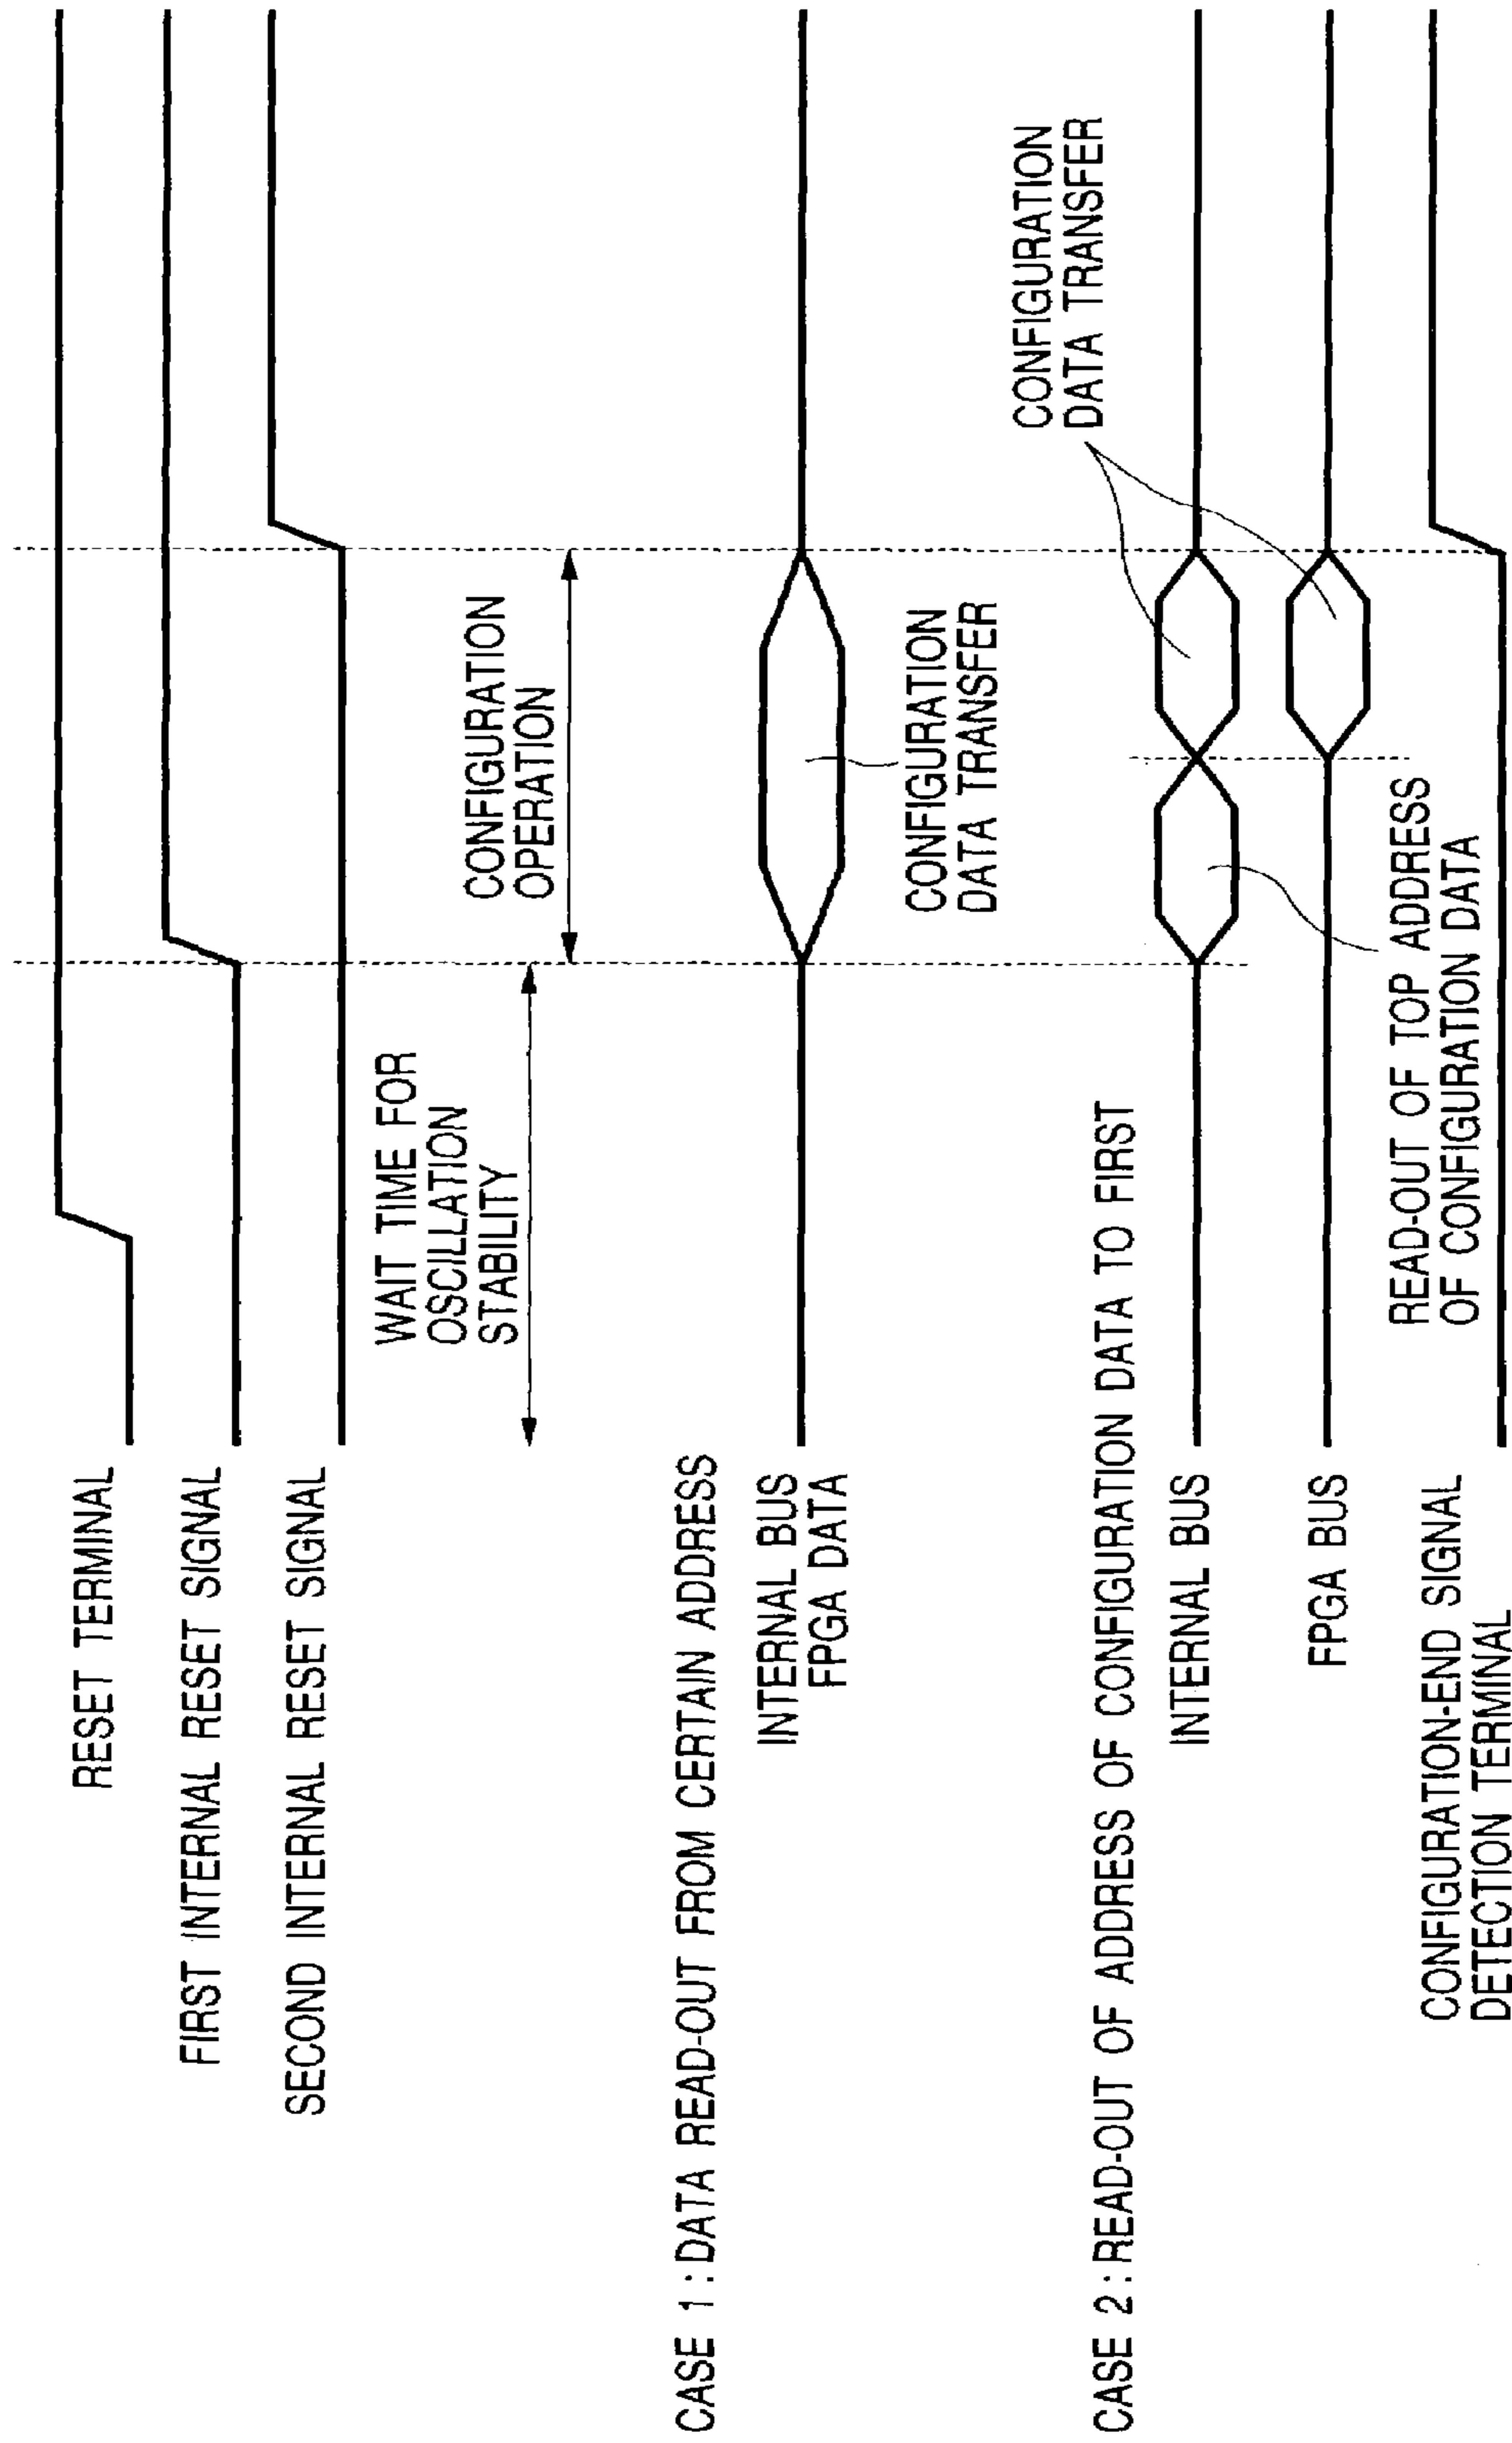 RESET TERMINAL
FIRST INTERNAL RESET SIGNAL
SECOND INTERNAL RESET SIGNAL
WAIT TIME FOR
OSCILLATION
STABILITY
CONFIGURATION
OPERATION
CASE 1:DATA READ-OUT FROM CERTAIN ADDRESS
INTERNAL BUS
FPGA DATA
CONFIGURATION
DATA TRANSFER
CASE 2:READ-OUT OF ADDRESS OF CONFIGURATION DATA TO FIRST
CONFIGURATION
DATA TRANSFER
INTERNAL BUS
FPGA BUS
READ-OUT OF TOP ADDRESS
OF CONFIGURATION DATA
CONFIGURATION-END SIGNAL
DETECTION TERMINAL